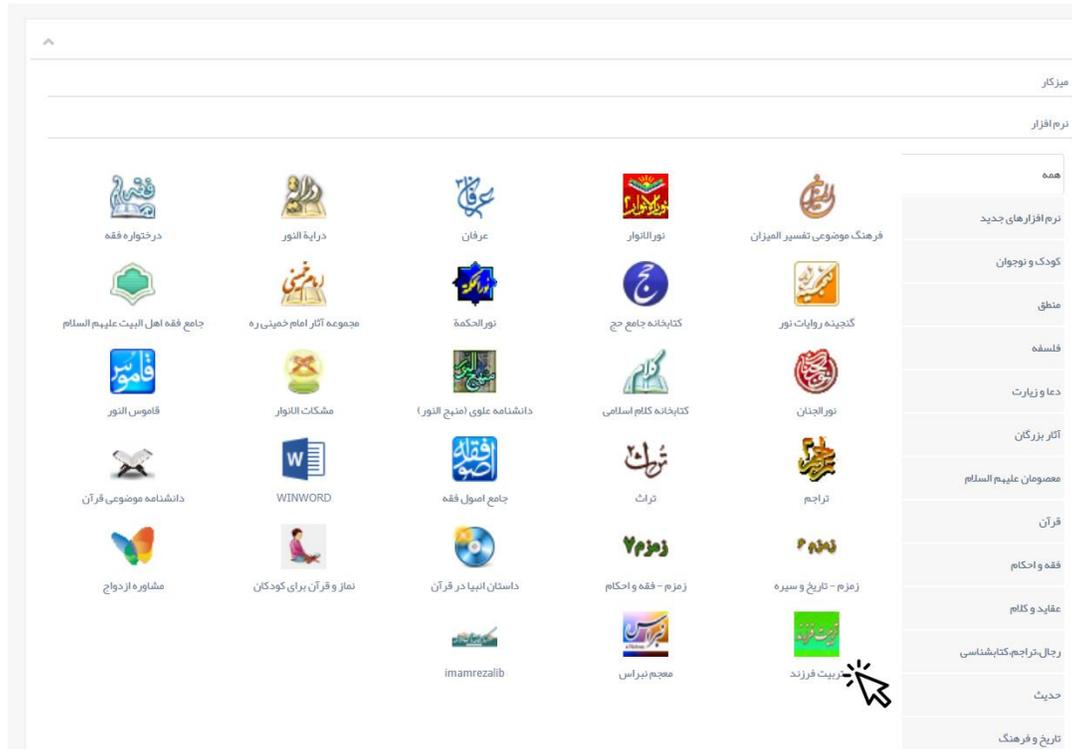 میزکار
نرم افزار
همه
نرم افزارهای جدید
کودک و نوجوان
منطق
فلسفه
دعا و زیارت
آثار بزرگان
معصومان علیهم السلام
قرآن
فقه و احکام
عقاید و کلام
رجال،تراجم،کتابشناسی
حدیث
تاریخ و فرهنگ
فرهنگ موضوعی تفسیر المیزان
نورالانوار
عرفان
درایة النور
درختواره فقه
گنجینه روایات نور
کتابخانه جامع حج
نورالحکمة
مجموعه آثار امام خمینی ره
جامع فقه اهل البیت علیهم السلام
نورالجنان
کتابخانه کلام اسلامی
دانشنامه علوی (منهج النور)
مشکات الانوار
قاموس النور
تراجم
تراث
جامع اصول فقه
WINWORD
دانشنامه موضوعی قرآن
زمزم – تاریخ و سیره
زمزم – فقه و احکام
داستان انبیا در قرآن
نماز و قرآن برای کودکان
مشاوره ازدواج
تربیت فرزند
معجم نبراس
imamrezalib